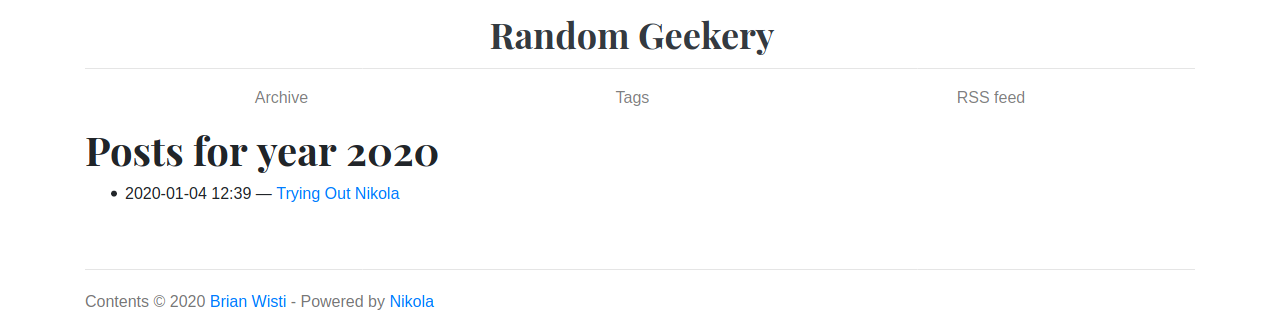 Random Geekery
Archive Tags RSS feed
Posts for year 2020
• 2020-01-04 12:39 — Trying Out Nikola
Contents © 2020 Brian Wisti - Powered by Nikola